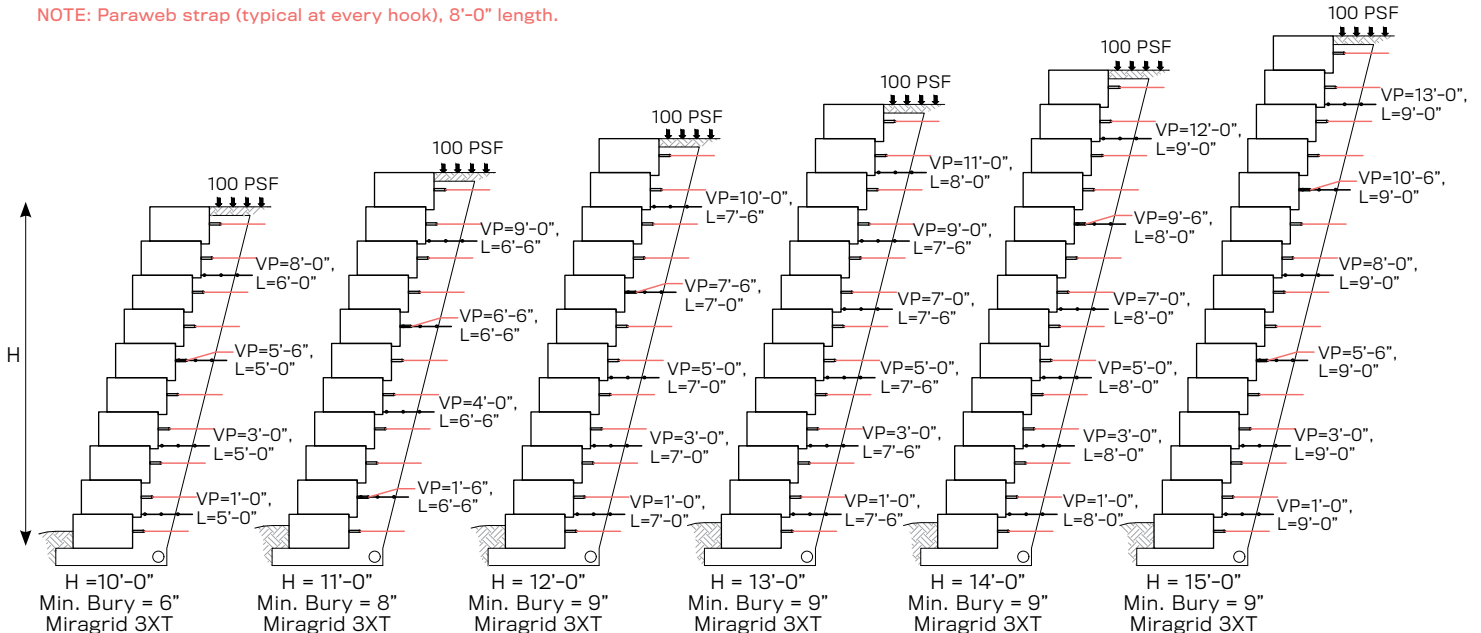 NOTE: Paraweb strap (typical at every hook), 8'-0" length.
H
100 PSF
VP=8'-0",
L=6'-0"
VP=5'-6",
L=5'-0"
VP=3'-0",
L=5'-0"
VP=1'-0",
L=5'-0"
H =10'-0"
Min. Bury = 6"
Miragrid 3XT
100 PSF
VP=9'-0",
L=6'-6"
VP=6'-6",
L=6'-6"
VP=4'-0",
L=6'-6"
VP=1'-6",
L=6'-6"
H = 11'-0"
Min. Bury = 8"
Miragrid 3XT
100 PSF
VP=10'-0",
L=7'-6"
VP=7'-6",
L=7'-0"
VP=5'-0",
L=7'-0"
VP=3'-0",
L=7'-0"
VP=1'-0",
L=7'-0"
H = 12'-0"
Min. Bury = 9"
Miragrid 3XT
100 PSF
VP=11'-0",
L=8'-0"
VP=9'-0",
L=7'-6"
VP=7'-0",
L=7'-6"
VP=5'-0",
L=7'-6"
VP=3'-0",
L=7'-6"
VP=1'-0",
L=7'-6"
H = 13'-0"
Min. Bury = 9"
Miragrid 3XT
100 PSF
VP=12'-0",
L=9'-0"
VP=9'-6",
L=8'-0"
VP=7'-0",
L=8'-0"
VP=5'-0",
L=8'-0"
VP=3'-0",
L=8'-0"
VP=1'-0",
L=8'-0"
H = 14'-0"
Min. Bury = 9"
Miragrid 3XT
100 PSF
VP=13'-0",
L=9'-0"
VP=10'-6",
L=9'-0"
VP=8'-0",
L=9'-0"
VP=5'-6",
L=9'-0"
VP=3'-0",
L=9'-0"
VP=1'-0",
L=9'-0"
H = 15'-0"
Min. Bury = 9"
Miragrid 3XT